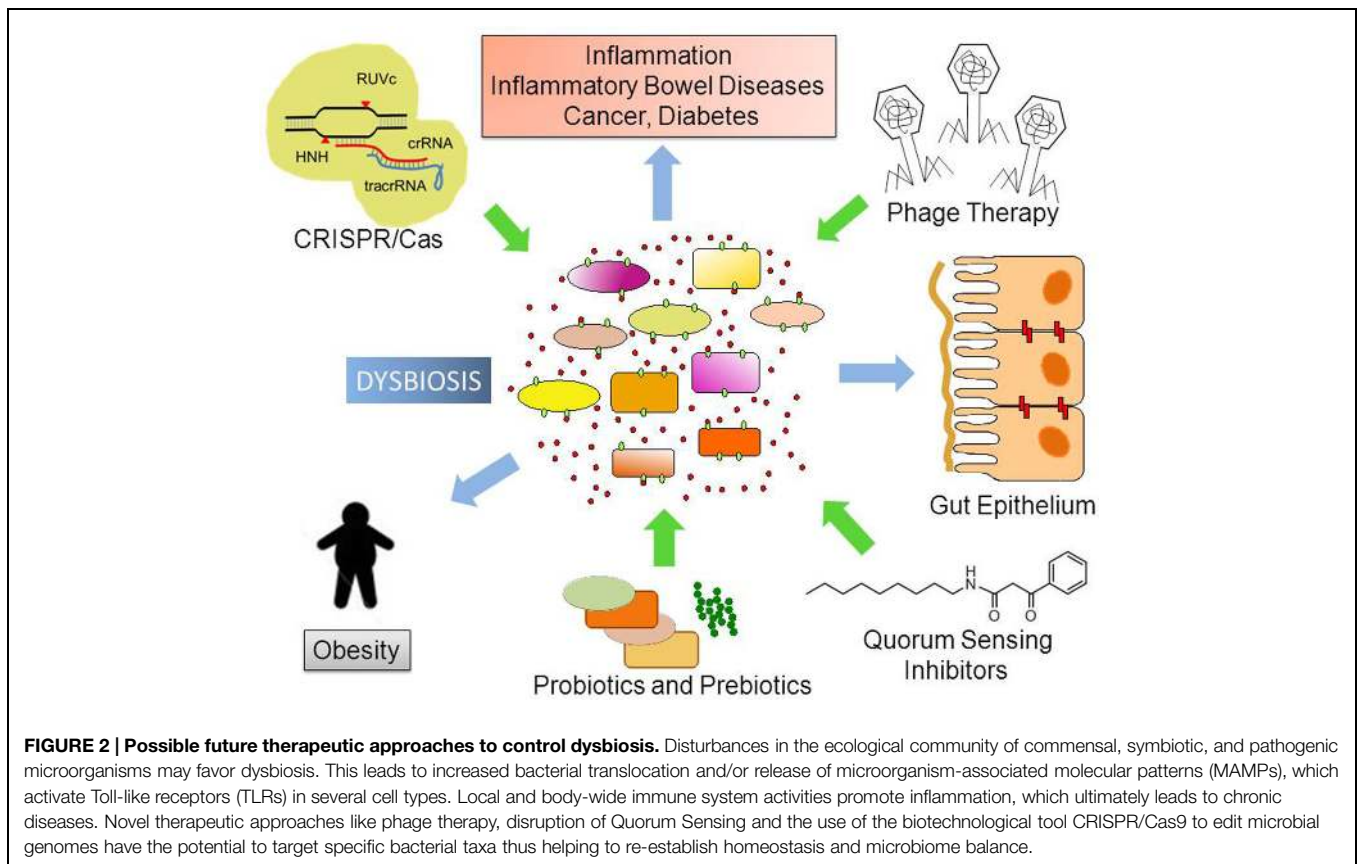 Inflammation
Inflammatory Bowel Diseases
Cancer, Diabetes
RUVc
HNH
crRNA
tracrRNA
CRISPR/Cas
Phage Therapy
DYSBIOSIS
Gut Epithelium
Obesity
Probiotics and Prebiotics
H
N
O
O
Quorum Sensing
Inhibitors
FIGURE 2 | Possible future therapeutic approaches to control dysbiosis. Disturbances in the ecological community of commensal, symbiotic, and pathogenic
microorganisms may favor dysbiosis. This leads to increased bacterial translocation and/or release of microorganism-associated molecular patterns (MAMPs), which
activate Toll-like receptors (TLRs) in several cell types. Local and body-wide immune system activities promote inflammation, which ultimately leads to chronic
diseases. Novel therapeutic approaches like phage therapy, disruption of Quorum Sensing and the use of the biotechnological tool CRISPR/Cas9 to edit microbial
genomes have the potential to target specific bacterial taxa thus helping to re-establish homeostasis and microbiome balance.